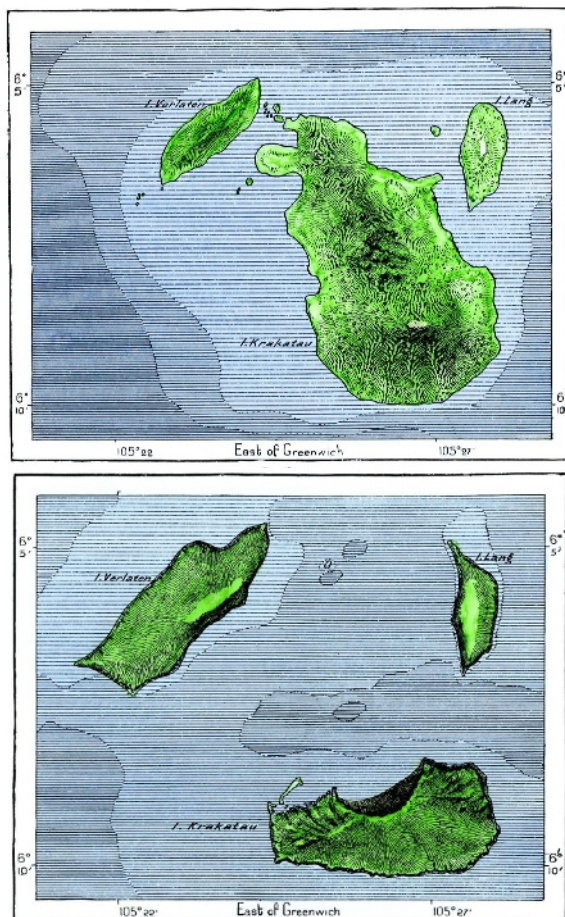 6°
5'
6°
5'
I. Verlaten
I. Lang
I. Krakatau
6°
10'
6°
10'
105°22'
East of Greenwich
105°27'
6°
5'
6°
5'
I. Verlaten
I. Lang
I. Krakatau
6°
10'
6°
10'
105°22'
East of Greenwich
105°27'